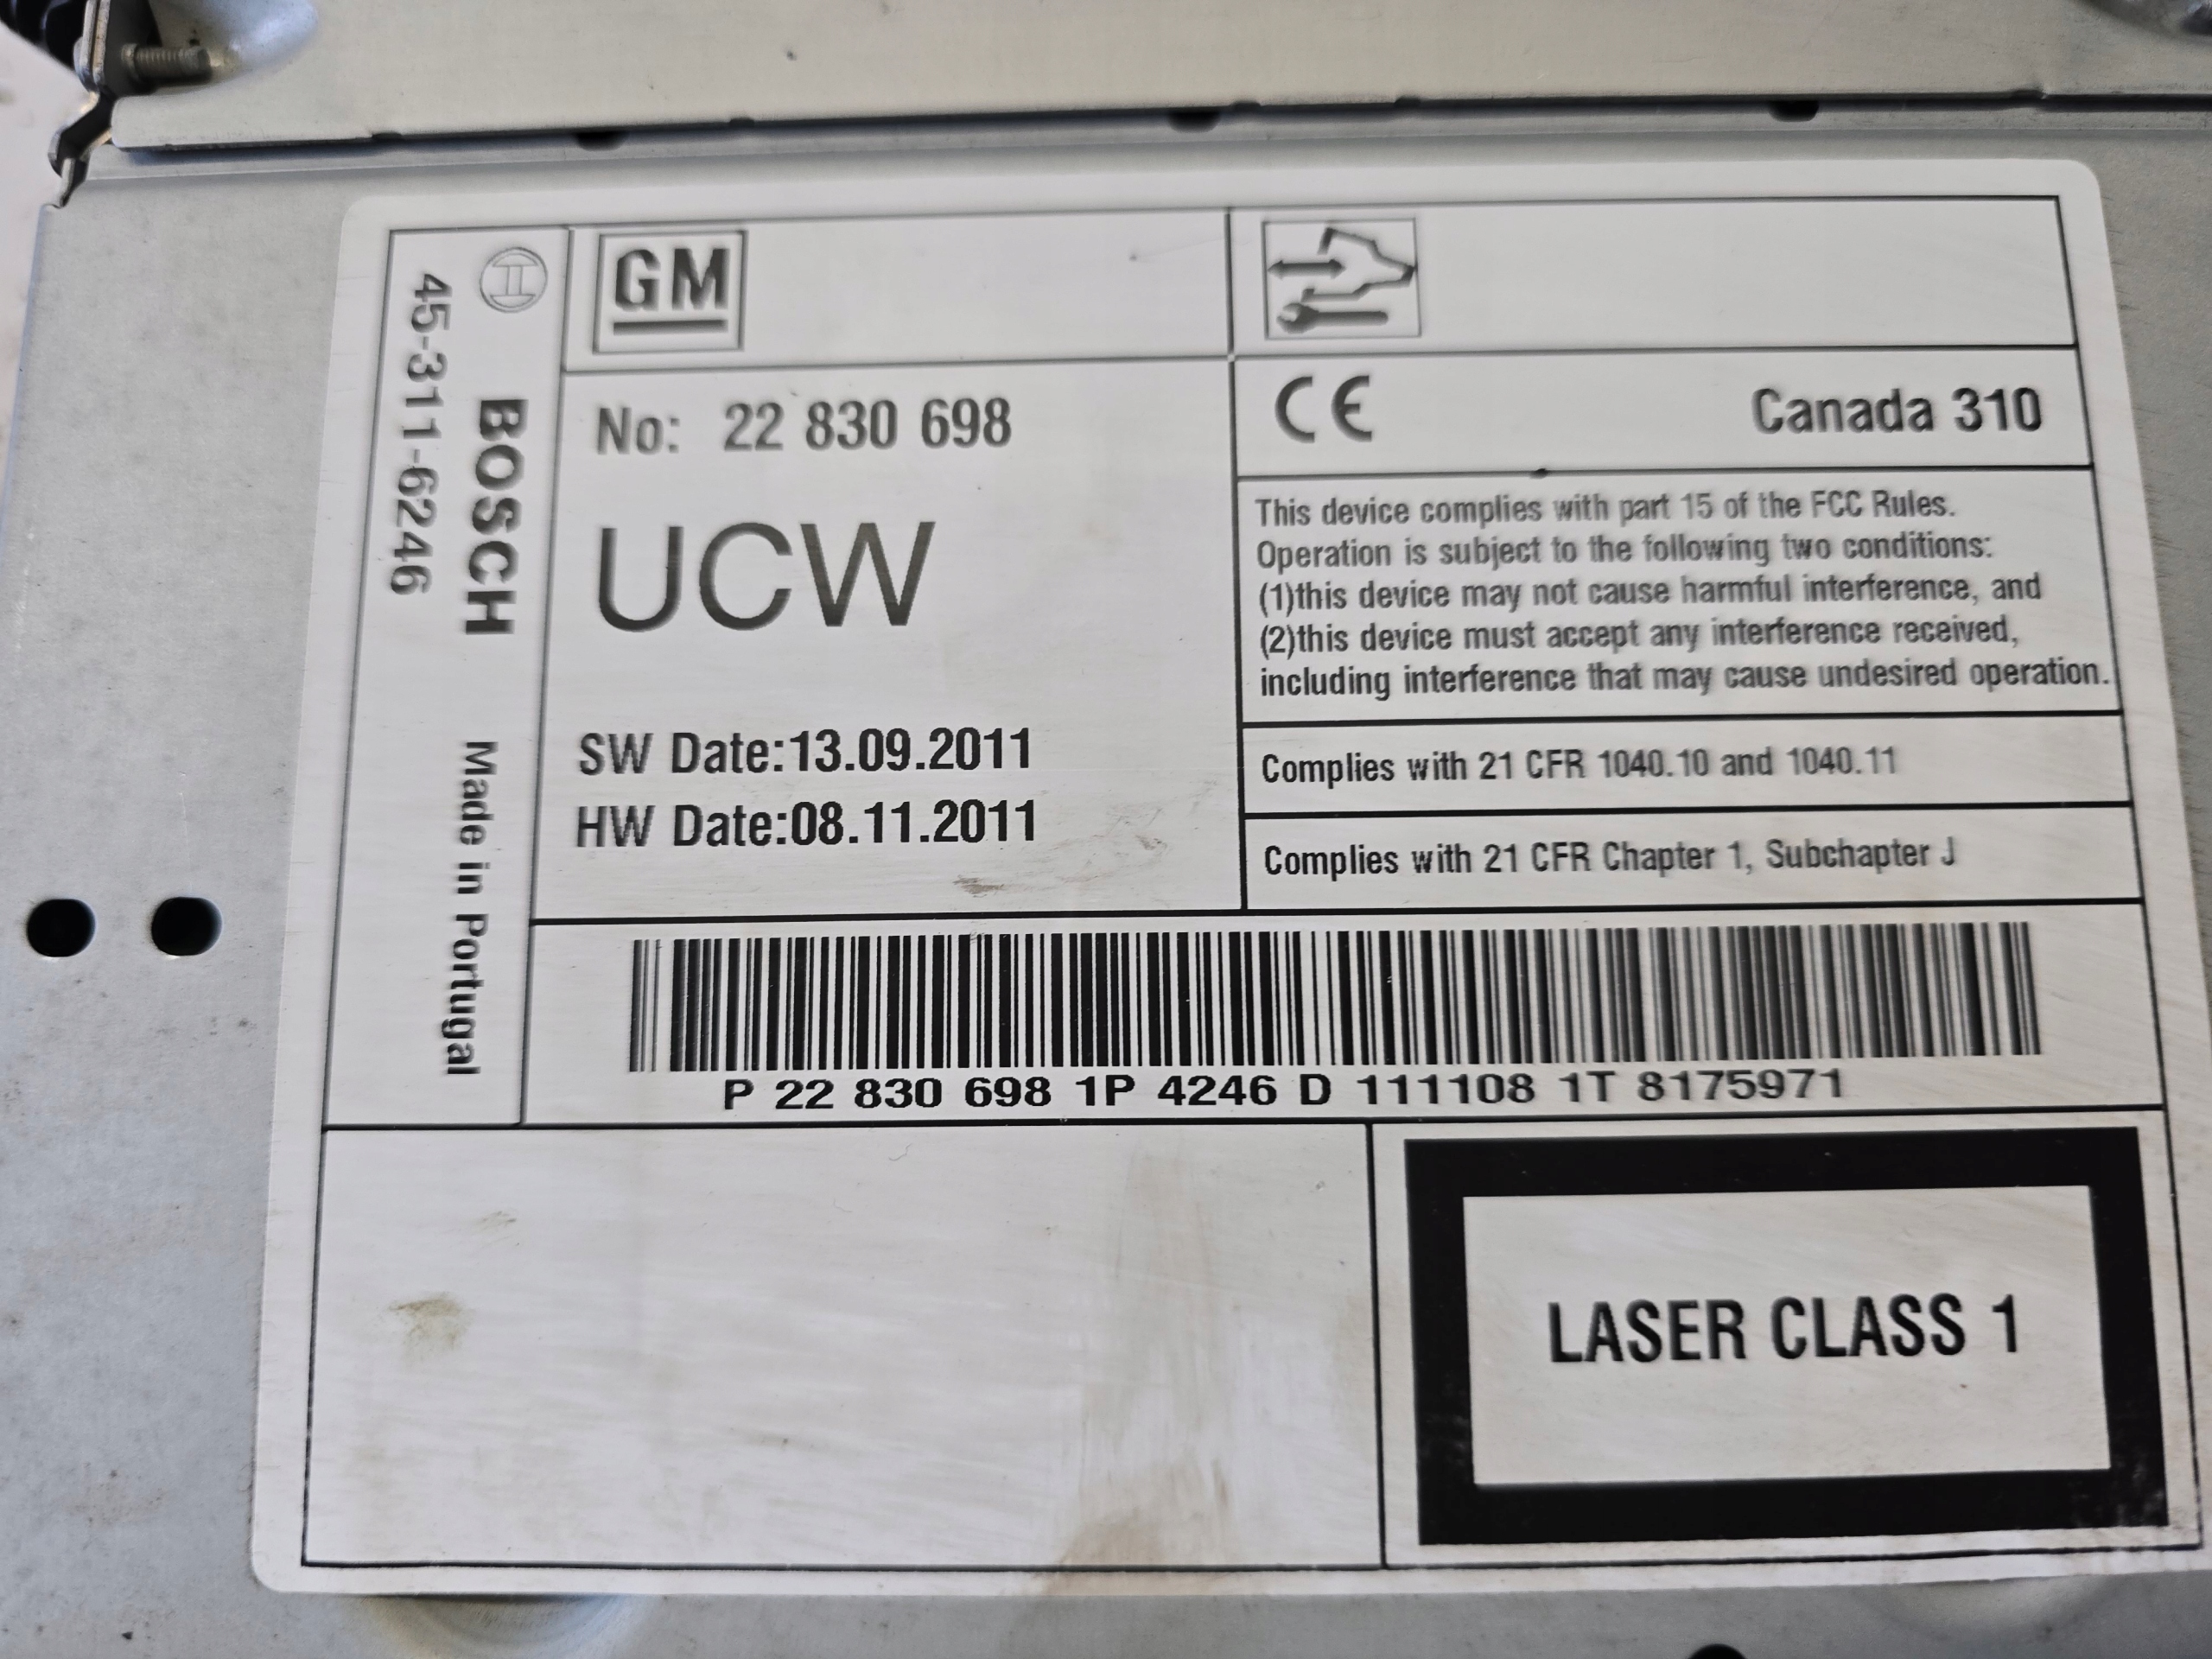 45-311-6246
BOSCH Made in Portugal
GM
No: 22 830 698
UCW
SW Date:13.09.2011
HW Date:08.11.2011
CE Canada 310
This device complies with part 15 of the FCC Rules.
Operation is subject to the following two conditions:
(1)this device may not cause harmful interference, and
(2)this device must accept any interference received,
including interference that may cause undesired operation.
Complies with 21 CFR 1040.10 and 1040.11
Complies with 21 CFR Chapter 1, Subchapter J
P 22 830 698 1P 4246 D 111108 1T 8175971
LASER CLASS 1